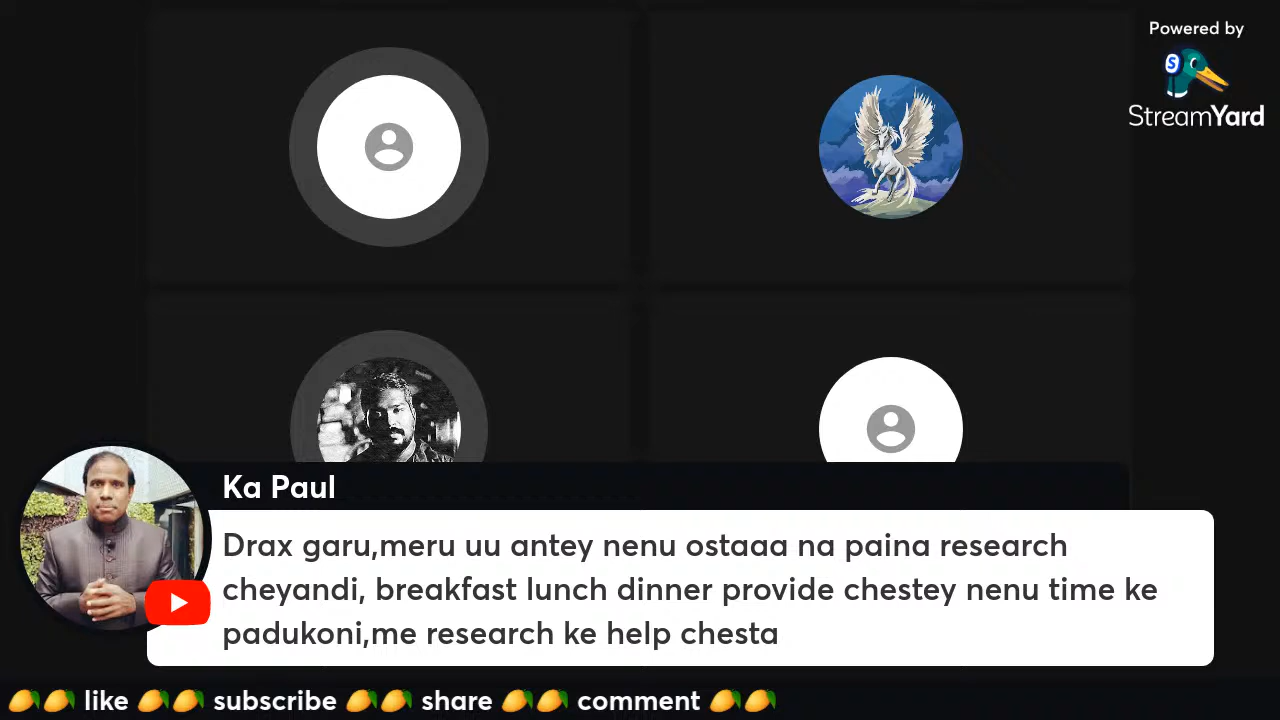 Powered by
S
StreamYard
Ka Paul
Drax garu,meru uu antey nenu ostaaa na paina research
cheyandi, breakfast lunch dinner provide chestey nenu time ke
padukoni,me research ke help chesta
🥭🥭 like 🥭🥭 subscribe 🥭🥭 share 🥭🥭 comment 🥭🥭